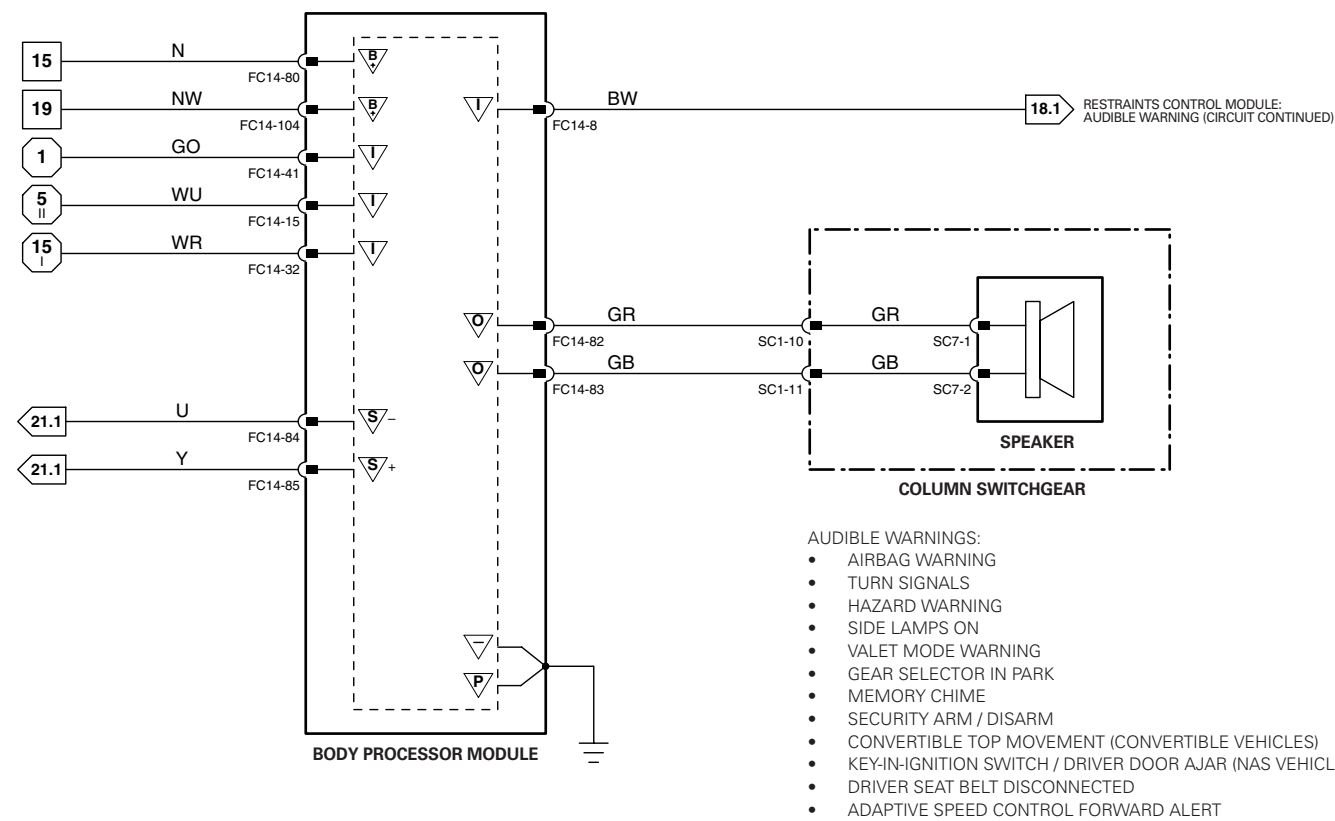 15
N
FC14-80
B
+
19
NW
FC14-104
B
+
I
FC14-8
BW
18.1
RESTRAINTS CONTROL MODULE:
AUDIBLE WARNING (CIRCUIT CONTINUED)
1
GO
FC14-41
I
5
II
WU
FC14-15
I
15
I
WR
FC14-32
I
O
FC14-82
GR
SC1-10
GR
SC7-1
O
FC14-83
GB
SC1-11
GB
SC7-2
SPEAKER
COLUMN SWITCHGEAR
21.1
U
FC14-84
S
–
21.1
Y
FC14-85
S
+
–
P
BODY PROCESSOR MODULE
AUDIBLE WARNINGS:
• AIRBAG WARNING
• TURN SIGNALS
• HAZARD WARNING
• SIDE LAMPS ON
• VALET MODE WARNING
• GEAR SELECTOR IN PARK
• MEMORY CHIME
• SECURITY ARM / DISARM
• CONVERTIBLE TOP MOVEMENT (CONVERTIBLE VEHICLES)
• KEY-IN-IGNITION SWITCH / DRIVER DOOR AJAR (NAS VEHICL
• DRIVER SEAT BELT DISCONNECTED
• ADAPTIVE SPEED CONTROL FORWARD ALERT